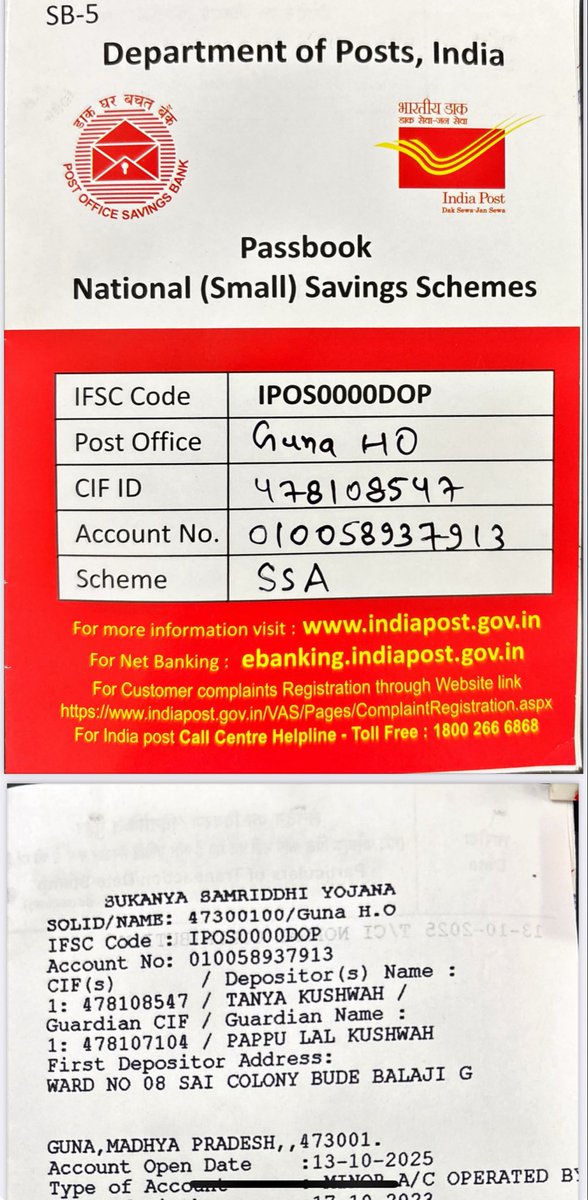 SB-5
Department of Posts, India
डाक घर बचत बैंक
POST OFFICE SAVINGS BANK
भारतीय डाक
डाक सेवा-जन सेवा
India Post
Dak Sewa-Jan Sewa
Passbook
National (Small) Savings Schemes
IFSC Code IPOS0000DOP
Post Office Guna HO
CIF ID 478108547
Account No. 010058937913
Scheme SSA
For more information visit : www.indiapost.gov.in
For Net Banking : ebanking.indiapost.gov.in
For Customer complaints Registration through Website link
https://www.indiapost.gov.in/VAS/Pages/ComplaintRegistration.aspx
For India post Call Centre Helpline - Toll Free : 1800 266 6868
SUKANYA SAMRIDDHI YOJANA
SOLID/NAME: 47300100/Guna H.O
IFSC Code : IPOS0000DOP
Account No: 010058937913
CIF(s) / Depositor(s) Name :
1: 478108547 / TANYA KUSHWAH /
Guardian CIF / Guardian Name :
1: 478107104 / PAPPU LAL KUSHWAH
First Depositor Address:
WARD NO 08 SAI COLONY BUDE BALAJI G
GUNA,MADHYA PRADESH,,473001.
Account Open Date :13-10-2025
Type of Account : MINOR A/C OPERATED BY